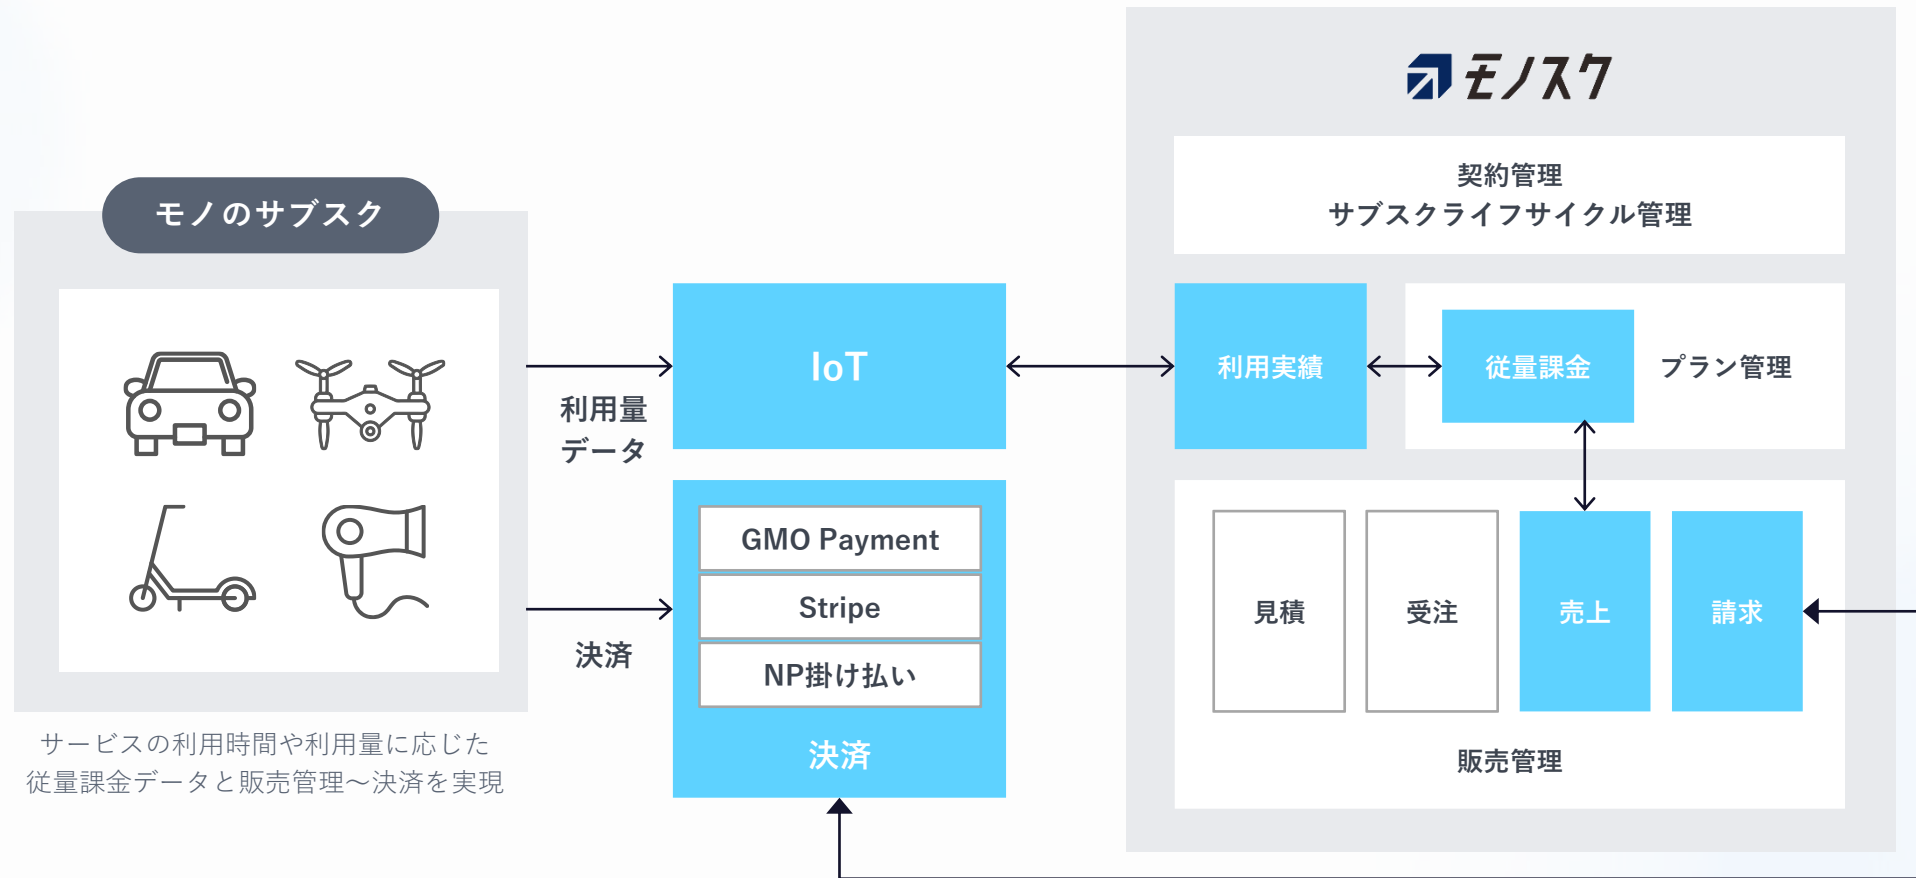 モノスク
契約管理
サブスクライフサイクル管理
モノのサブスク
IoT
利用実績
従量課金
プラン管理
利用量
データ
GMO Payment
Stripe
NP掛け払い
決済
決済
見積
受注
売上
請求
販売管理
サービスの利用時間や利用量に応じた
従量課金データと販売管理〜決済を実現